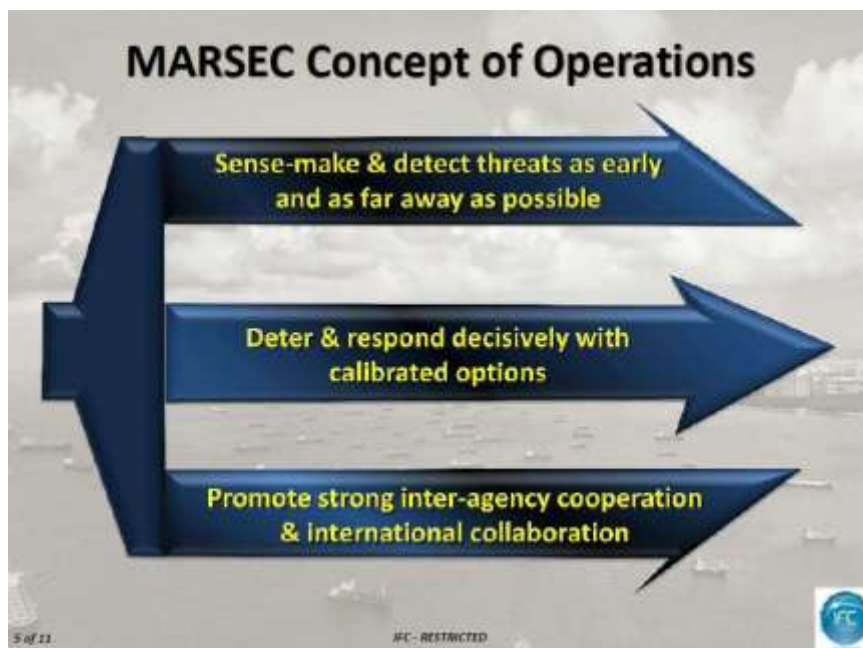 MARSEC Concept of Operations
Sense-make & detect threats as early
and as far away as possible
Deter & respond decisively with
calibrated options
Promote strong inter-agency cooperation
& international collaboration
5 of 11
IFC - RESTRICTED
IFC